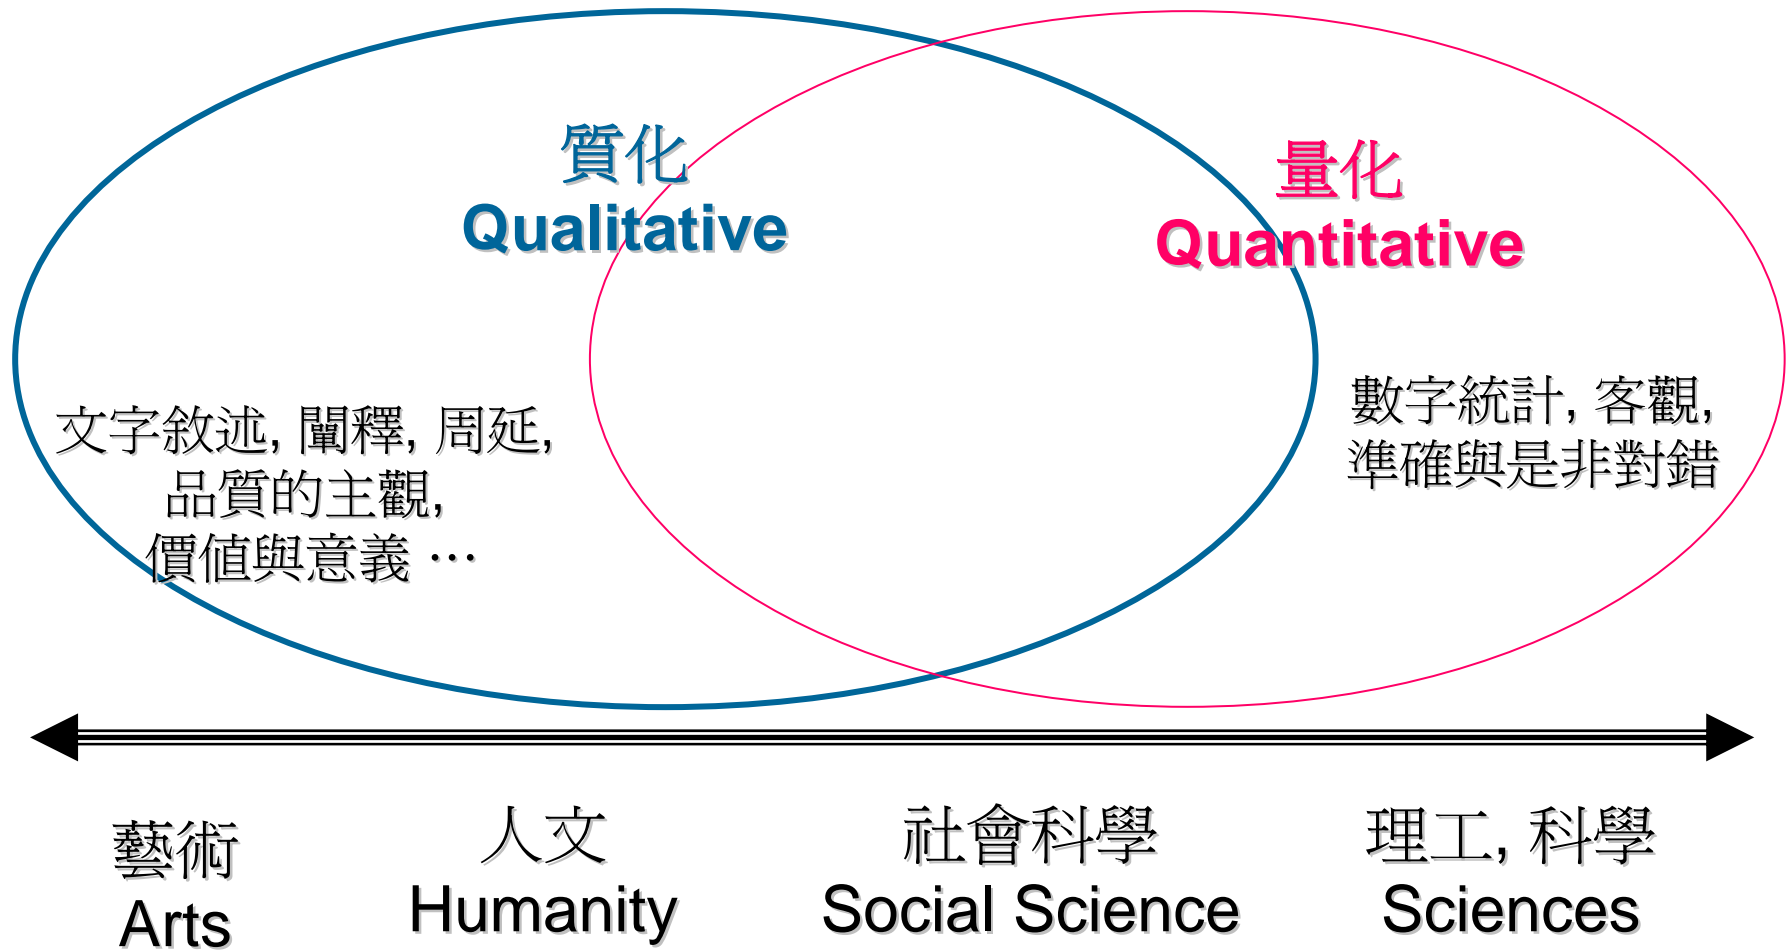 質化
Qualitative
量化
Quantitative
文字敘述, 闡釋, 周延,
品質的主觀,
價值與意義 …
數字統計, 客觀,
準確與是非對錯
藝術
Arts
人文
Humanity
社會科學
Social Science
理工, 科學
Sciences